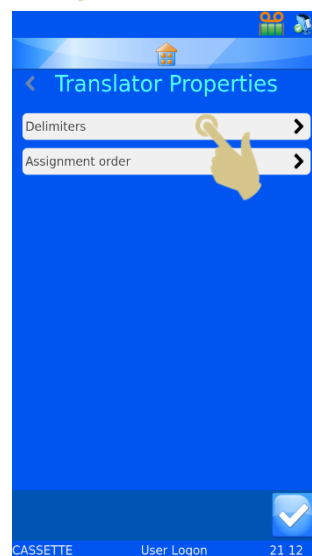 Translator Properties
Delimiters
Assignment order
CASSETTE User Logon 21 12